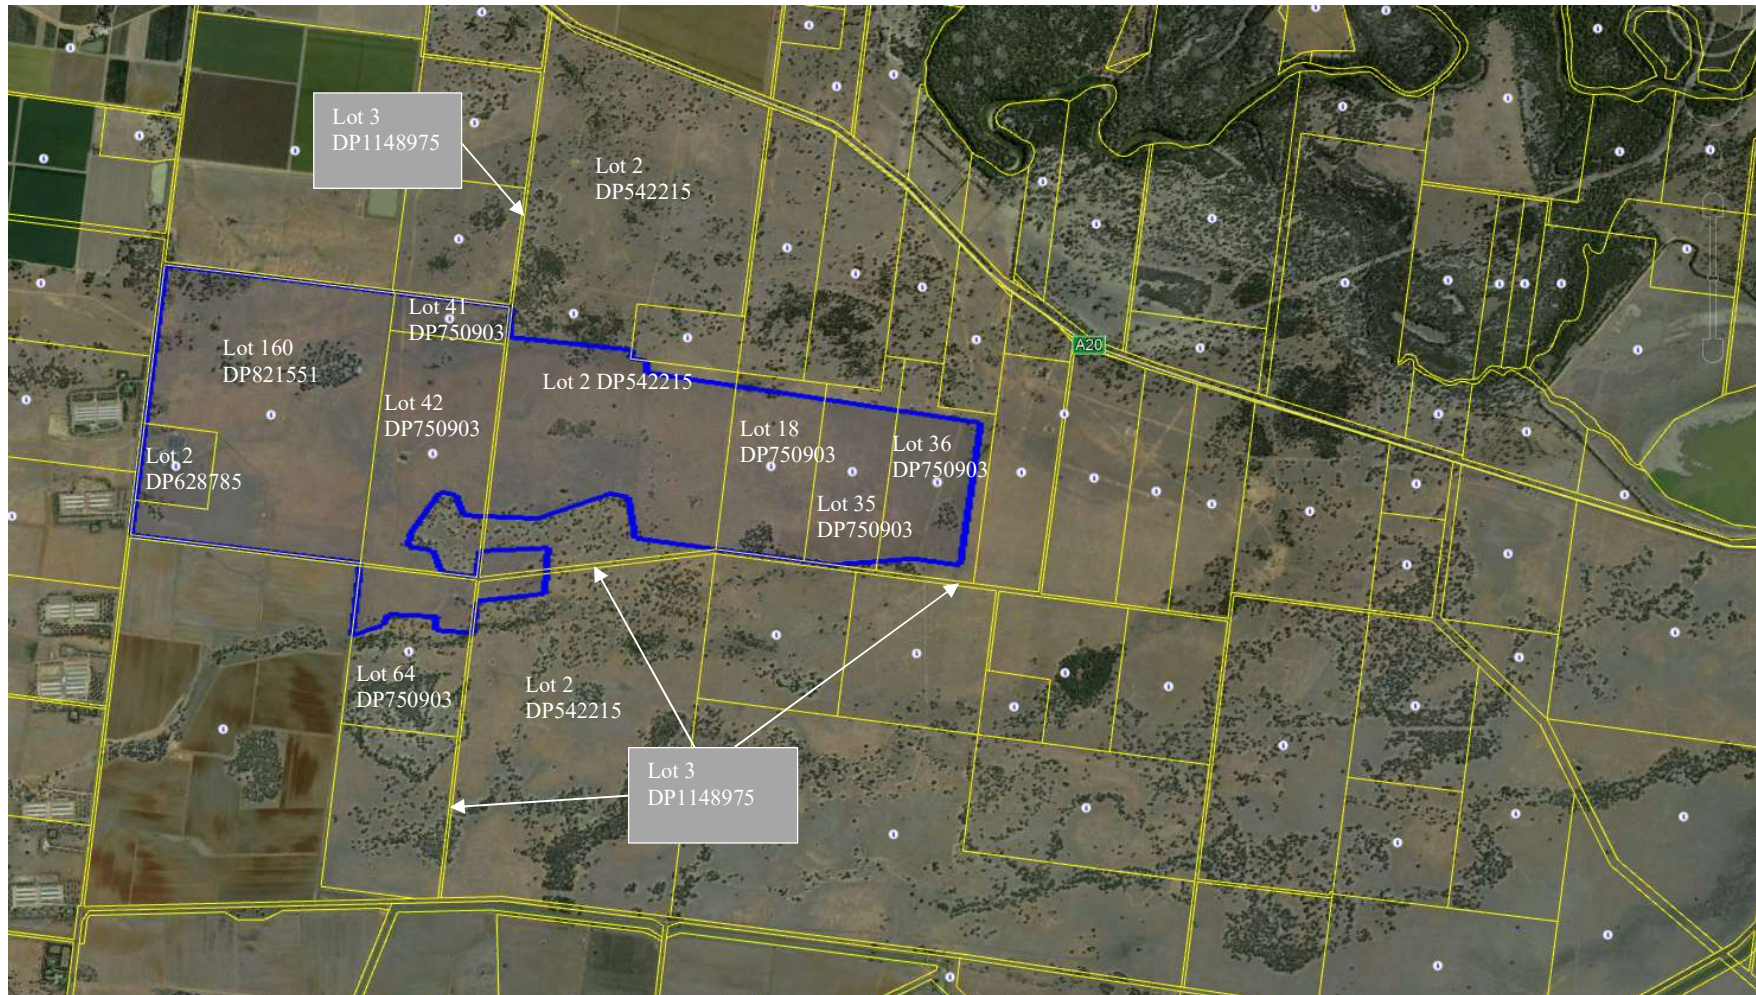 Lot 3
DP1148975
Lot 2
DP542215
Lot 41
DP750903
A20
Lot 160
DP821551
Lot 2 DP542215
Lot 42
DP750903
Lot 18
DP750903
Lot 36
DP750903
Lot 2
DP628785
Lot 35
DP750903
Lot 64
DP750903
Lot 2
DP542215
Lot 3
DP1148975